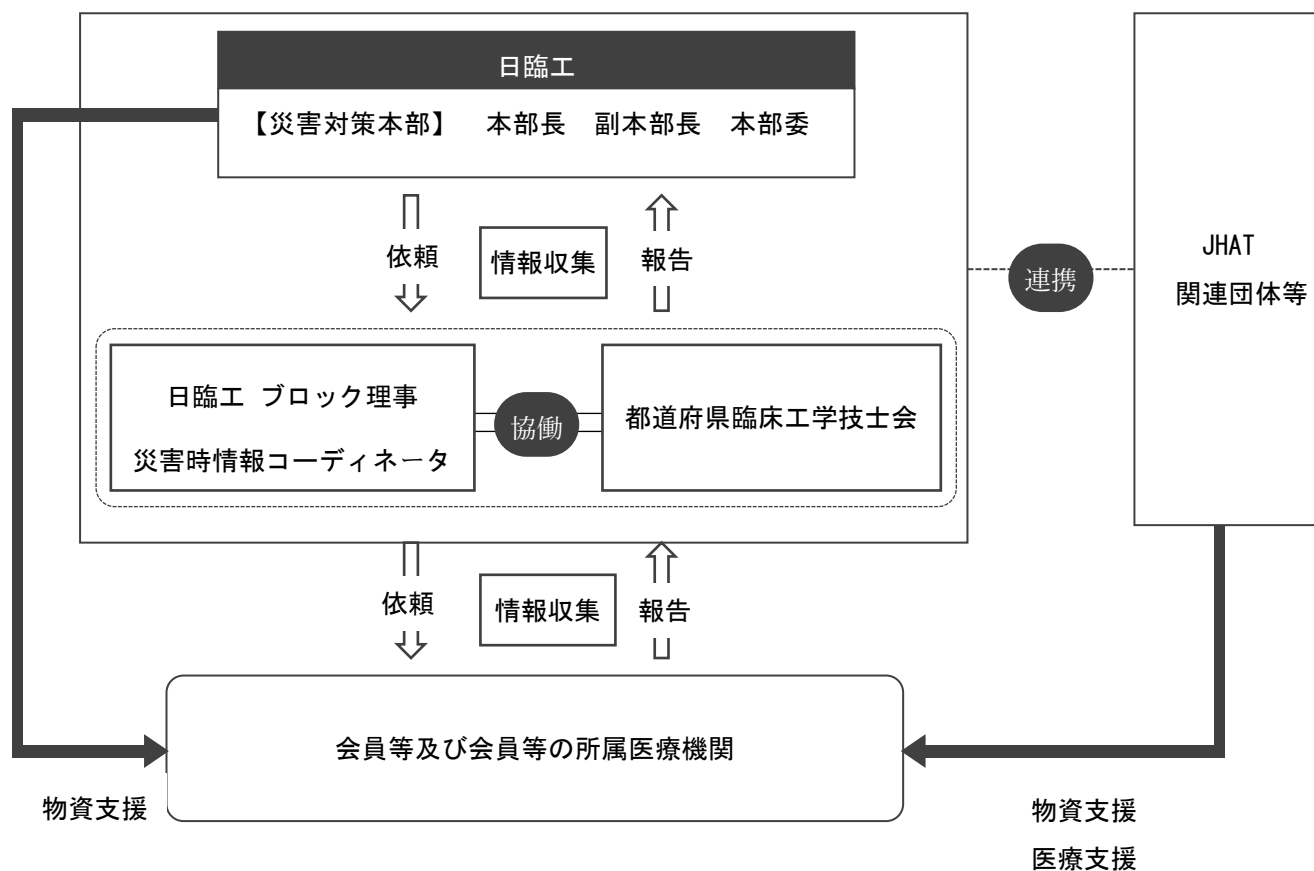 日臨工
【災害対策本部】 本部長 副本部長 本部委
依頼
情報収集
報告
連携
JHAT
関連団体等
日臨工 ブロック理事
災害時情報コーディネータ
協働
都道府県臨床工学技士会
依頼
情報収集
報告
会員等及び会員等の所属医療機関
物資支援
物資支援
医療支援